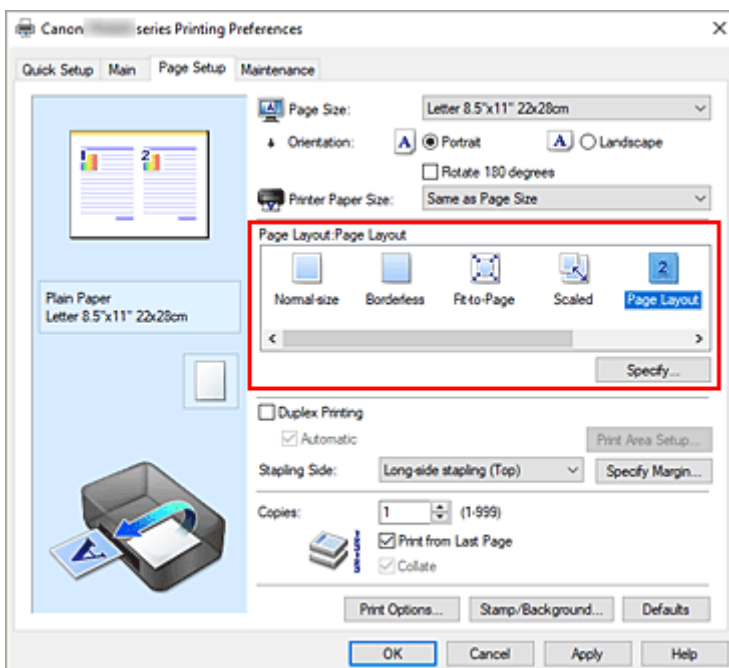 Canon series Printing Preferences
Quick Setup Main Page Setup Maintenance
1 2
Plain Paper
Letter 8.5"x11" 22x28cm
A
Page Size: Letter 8.5"x11" 22x28cm
Orientation: A Portrait A Landscape
Rotate 180 degrees
Printer Paper Size: Same as Page Size
Page Layout:Page Layout
2
Normal-size Borderless Fit-to-Page Scaled Page Layout
Specify...
Duplex Printing
Automatic Print Area Setup...
Stapling Side: Long-side stapling (Top) Specify Margin...
Copies: 1 (1-999)
Print from Last Page
Collate
Print Options... Stamp/Background... Defaults
OK Cancel Apply Help